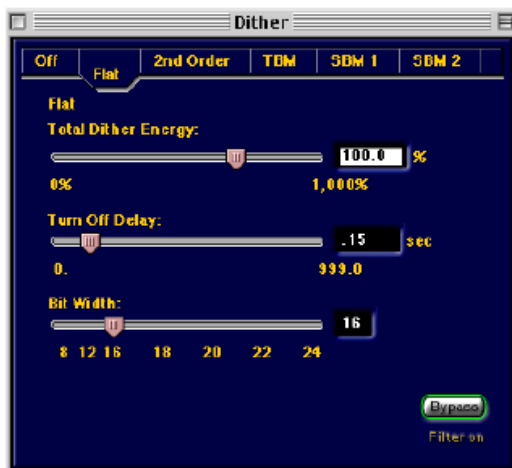 Dither
Off Flat 2nd Order TBM SBM 1 SBM 2
Flat
Total Dither Energy:
100.0 %
0% 1,000%
Turn Off Delay:
.15 sec
0. 999.0
Bit Width:
16
8 12 16 18 20 22 24
Bypass
Filter on